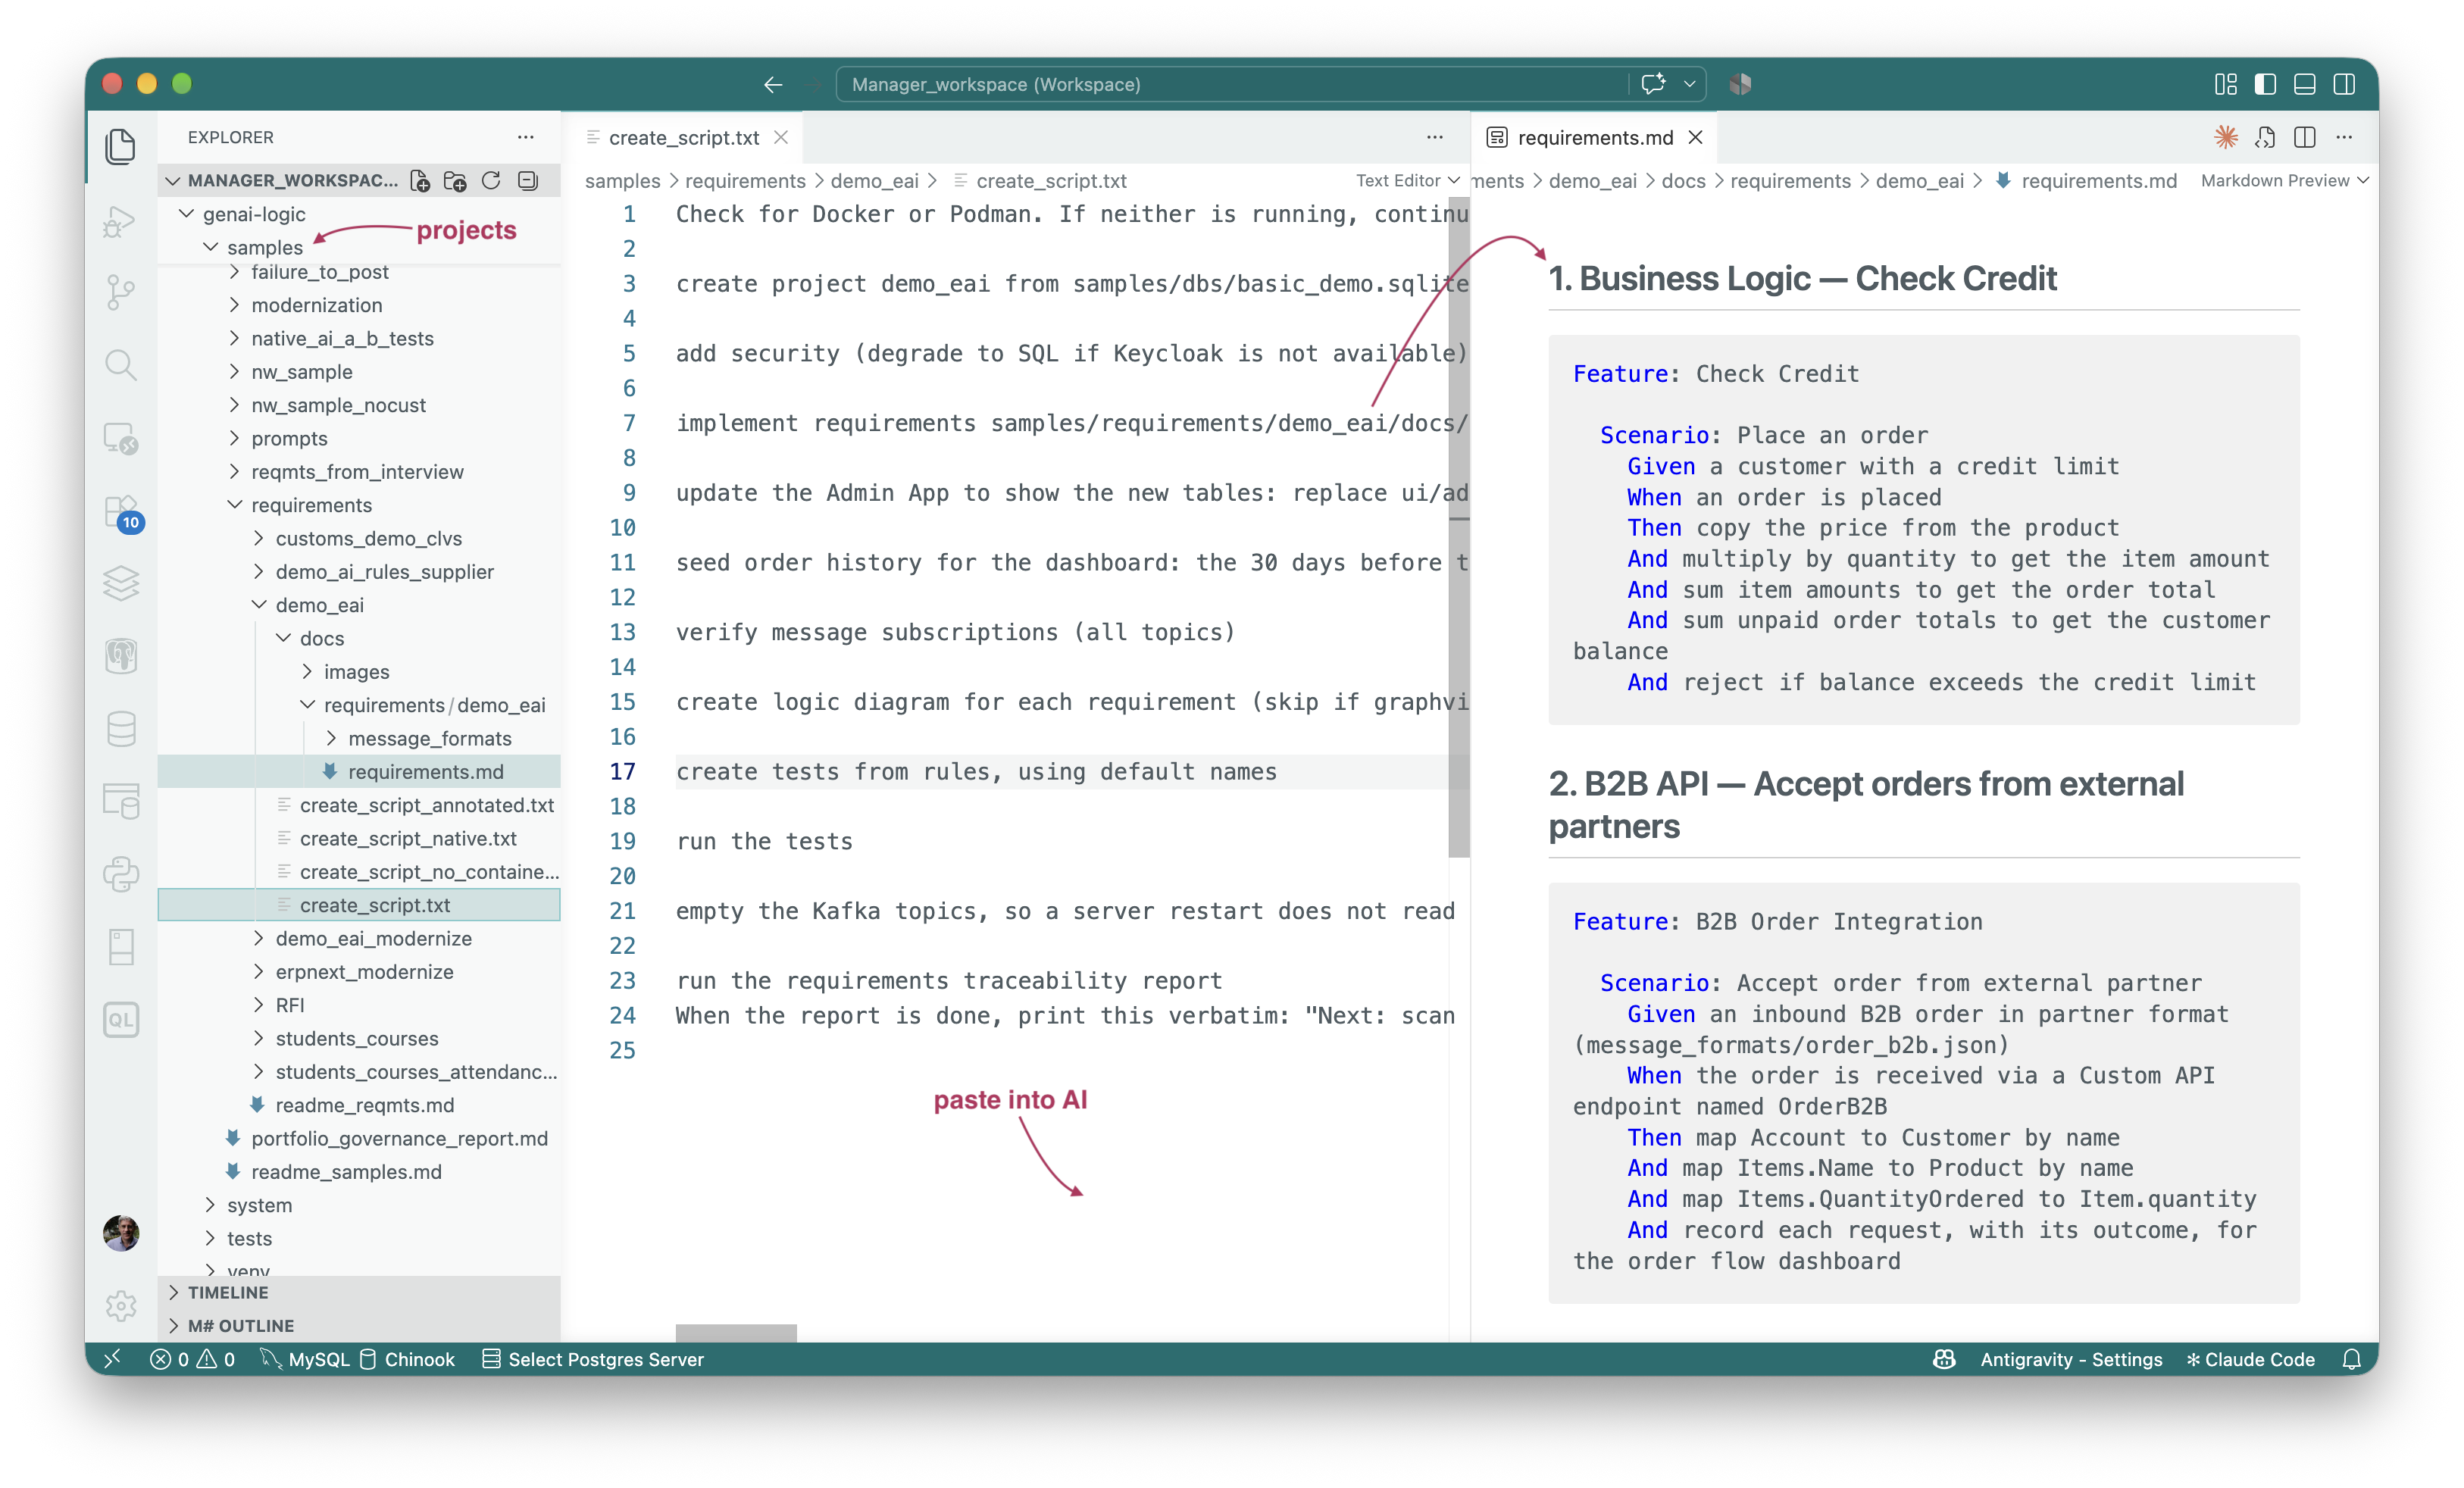 Manager_workspace (Workspace)
EXPLORER
MANAGER_WORKSPAC...
genai-logic
samples
projects
failure_to_post
modernization
native_ai_a_b_tests
nw_sample
nw_sample_nocust
prompts
reqmts_from_interview
requirements
customs_demo_clvs
demo_ai_rules_supplier
demo_eai
docs
images
requirements/demo_eai
message_formats
requirements.md
create_script_annotated.txt
create_script_native.txt
create_script_no_containe...
create_script.txt
demo_eai_modernize
erpnext_modernize
RFI
students_courses
students_courses_attendanc...
readme_reqmts.md
portfolio_governance_report.md
readme_samples.md
system
tests
venv
TIMELINE
M# OUTLINE
10
QL
create_script.txt
samples > requirements > demo_eai > create_script.txt
Text Editor
1 Check for Docker or Podman. If neither is running, continu
2
3 create project demo_eai from samples/dbs/basic_demo.sqlite
4
5 add security (degrade to SQL if Keycloak is not available)
6
7 implement requirements samples/requirements/demo_eai/docs/
8
9 update the Admin App to show the new tables: replace ui/ad
10
11 seed order history for the dashboard: the 30 days before t
12
13 verify message subscriptions (all topics)
14
15 create logic diagram for each requirement (skip if graphvi
16
17 create tests from rules, using default names
18
19 run the tests
20
21 empty the Kafka topics, so a server restart does not read
22
23 run the requirements traceability report
24 When the report is done, print this verbatim: "Next: scan
25
paste into AI
requirements.md
ments > demo_eai > docs > requirements > demo_eai > requirements.md
Markdown Preview
1. Business Logic — Check Credit
Feature: Check Credit
Scenario: Place an order
Given a customer with a credit limit
When an order is placed
Then copy the price from the product
And multiply by quantity to get the item amount
And sum item amounts to get the order total
And sum unpaid order totals to get the customer
balance
And reject if balance exceeds the credit limit
2. B2B API — Accept orders from external
partners
Feature: B2B Order Integration
Scenario: Accept order from external partner
Given an inbound B2B order in partner format
(message_formats/order_b2b.json)
When the order is received via a Custom API
endpoint named OrderB2B
Then map Account to Customer by name
And map Items.Name to Product by name
And map Items.QuantityOrdered to Item.quantity
And record each request, with its outcome, for
the order flow dashboard
0 0 MySQL Chinook Select Postgres Server
Antigravity - Settings Claude Code